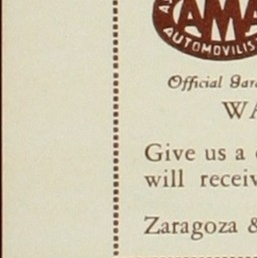 AMA
AUTOMOVILIS
Official Gar
WA
Give us a
will receiv
Zaragoza &